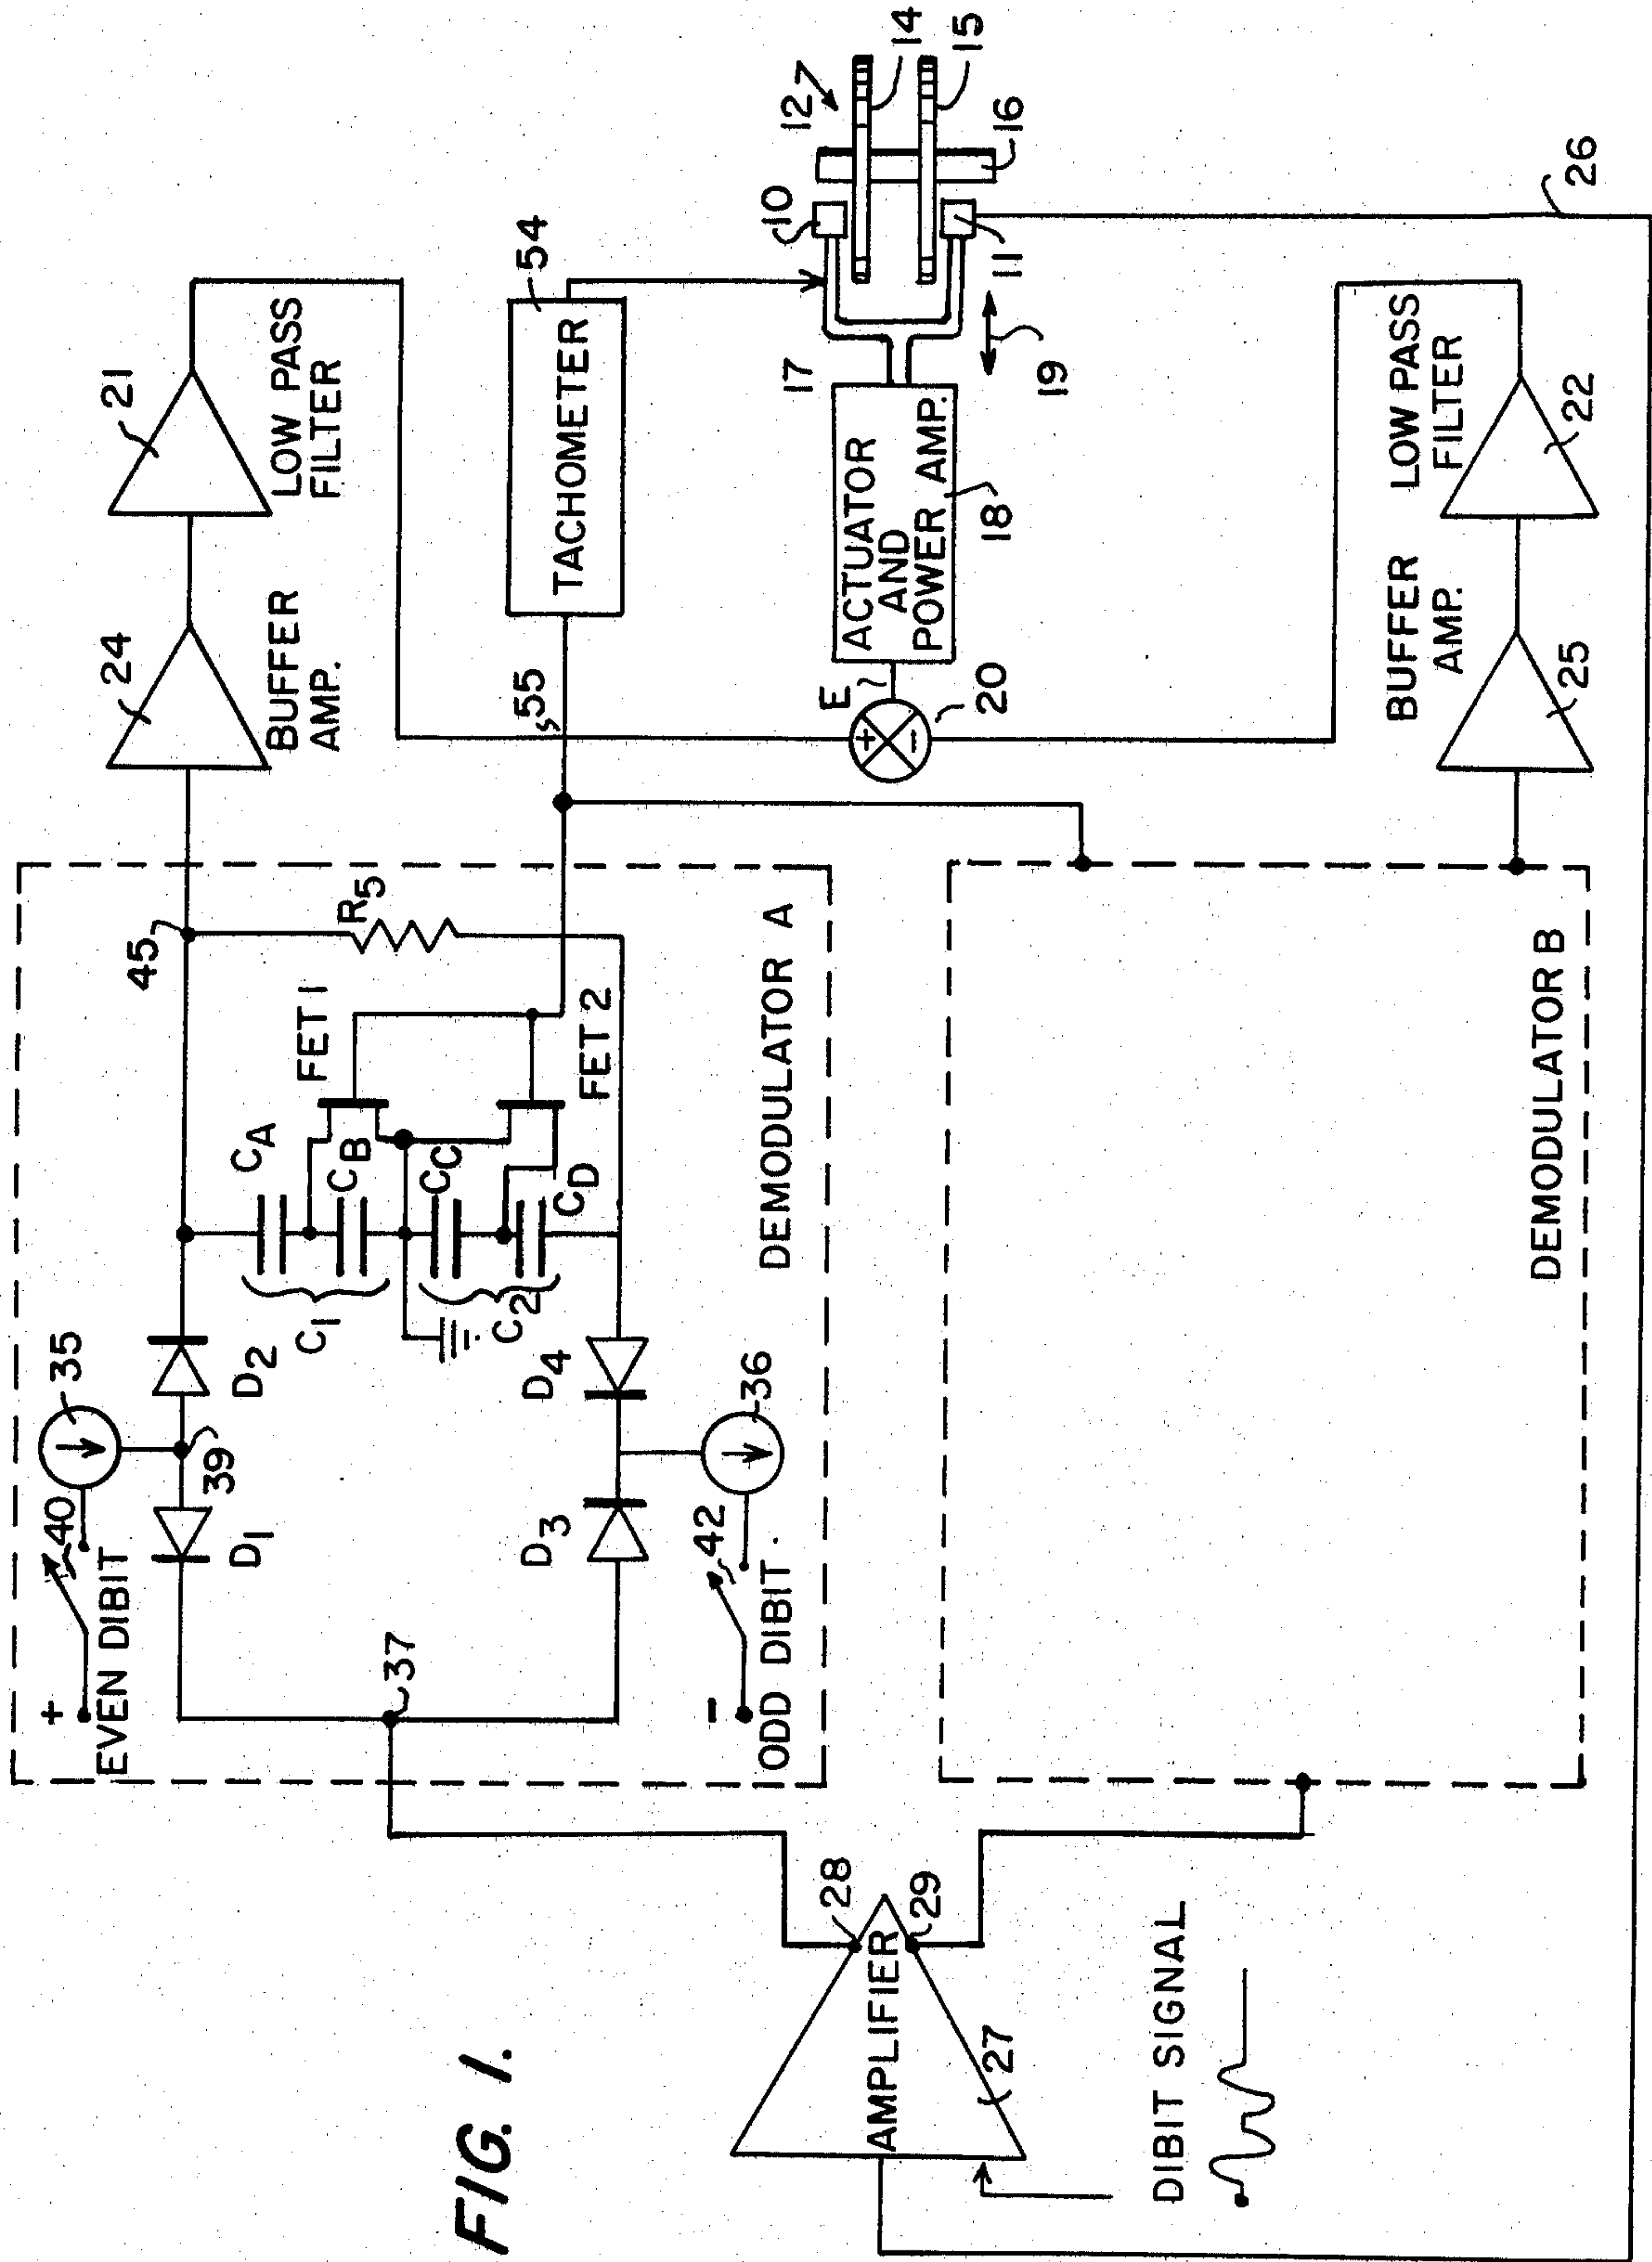 +
EVEN DIBIT
40
35
39
D1
D2
45
24
BUFFER
AMP.
21
LOW PASS
FILTER
C1
CA
CB
FET 1
R5
37
CC
C2
CD
FET 2
D3
D4
42
36
-
ODD DIBIT
DEMODULATOR A
55
TACHOMETER
54
28
AMPLIFIER
29
27
E
+
-
20
ACTUATOR
AND
POWER AMP.
18
17
19
10
11
12
14
15
16
DIBIT SIGNAL
DEMODULATOR B
BUFFER
AMP.
25
LOW PASS
FILTER
22
26
FIG. 1.